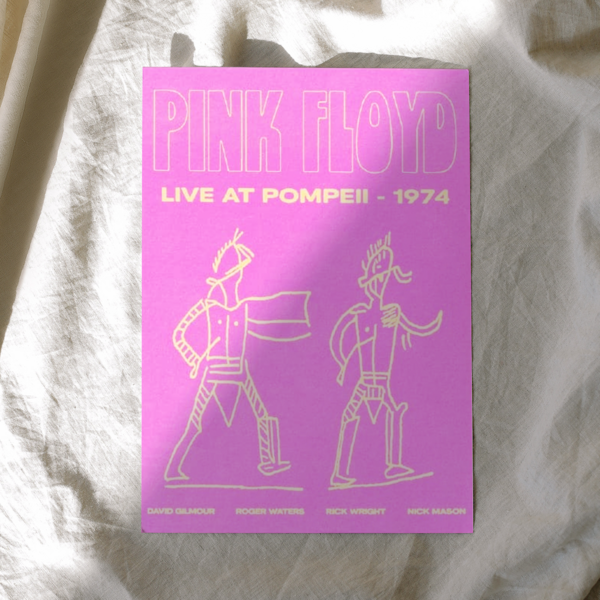 PINK FLOYD
LIVE AT POMPEII - 1974
DAVID GILMOUR ROGER WATERS RICK WRIGHT NICK MASON